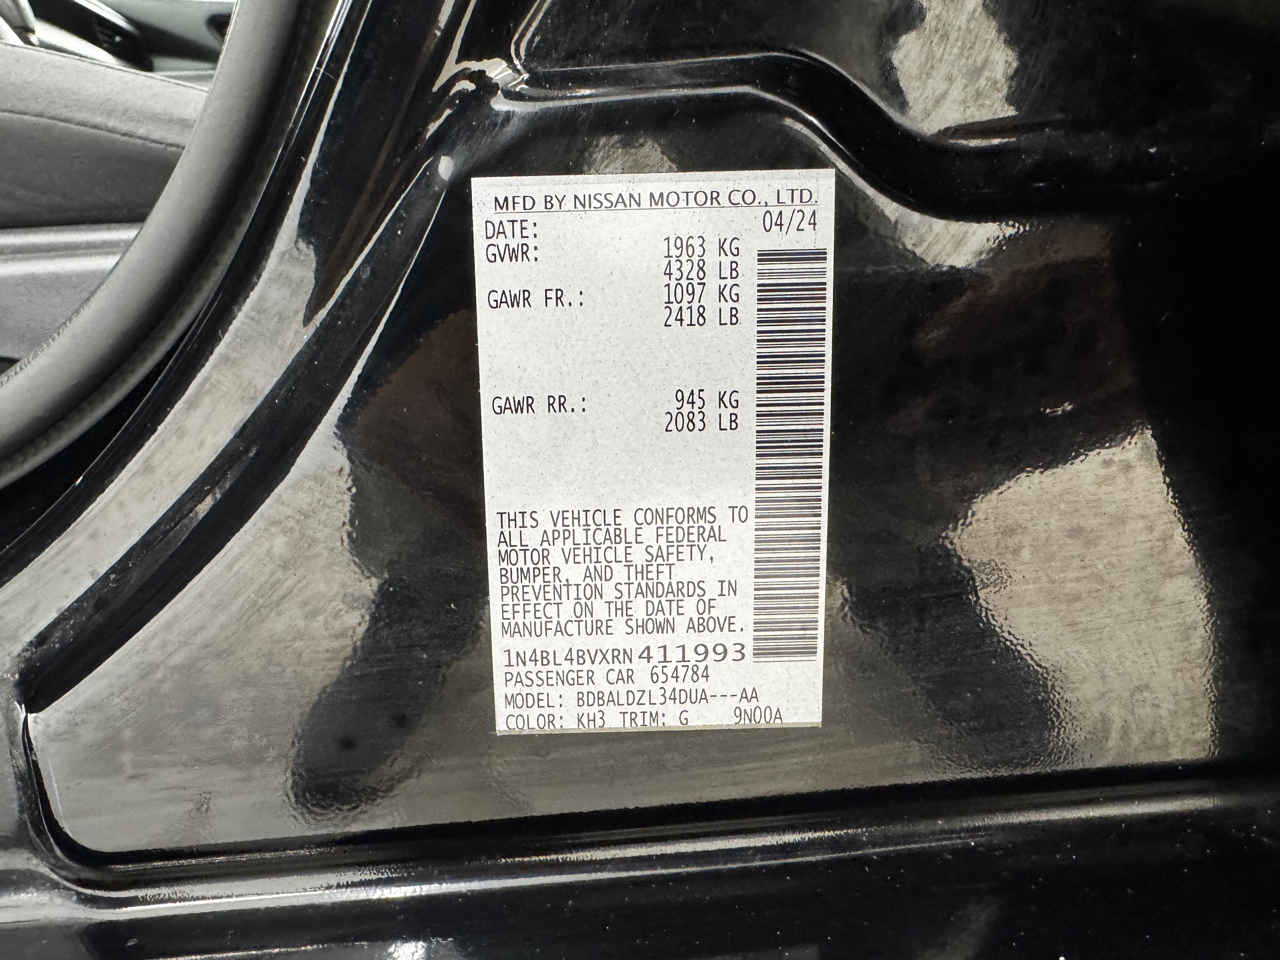 MFD BY NISSAN MOTOR CO., LTD.
DATE: 04/24
GVWR: 1963 KG
4328 LB
GAWR FR.: 1097 KG
2418 LB
GAWR RR.: 945 KG
2083 LB
THIS VEHICLE CONFORMS TO
ALL APPLICABLE FEDERAL
MOTOR VEHICLE SAFETY,
BUMPER, AND THEFT
PREVENTION STANDARDS IN
EFFECT ON THE DATE OF
MANUFACTURE SHOWN ABOVE.
1N4BL4BVXRN411993
PASSENGER CAR 654784
MODEL: BDBALDZL34DUA---AA
COLOR: KH3 TRIM: G 9N00A